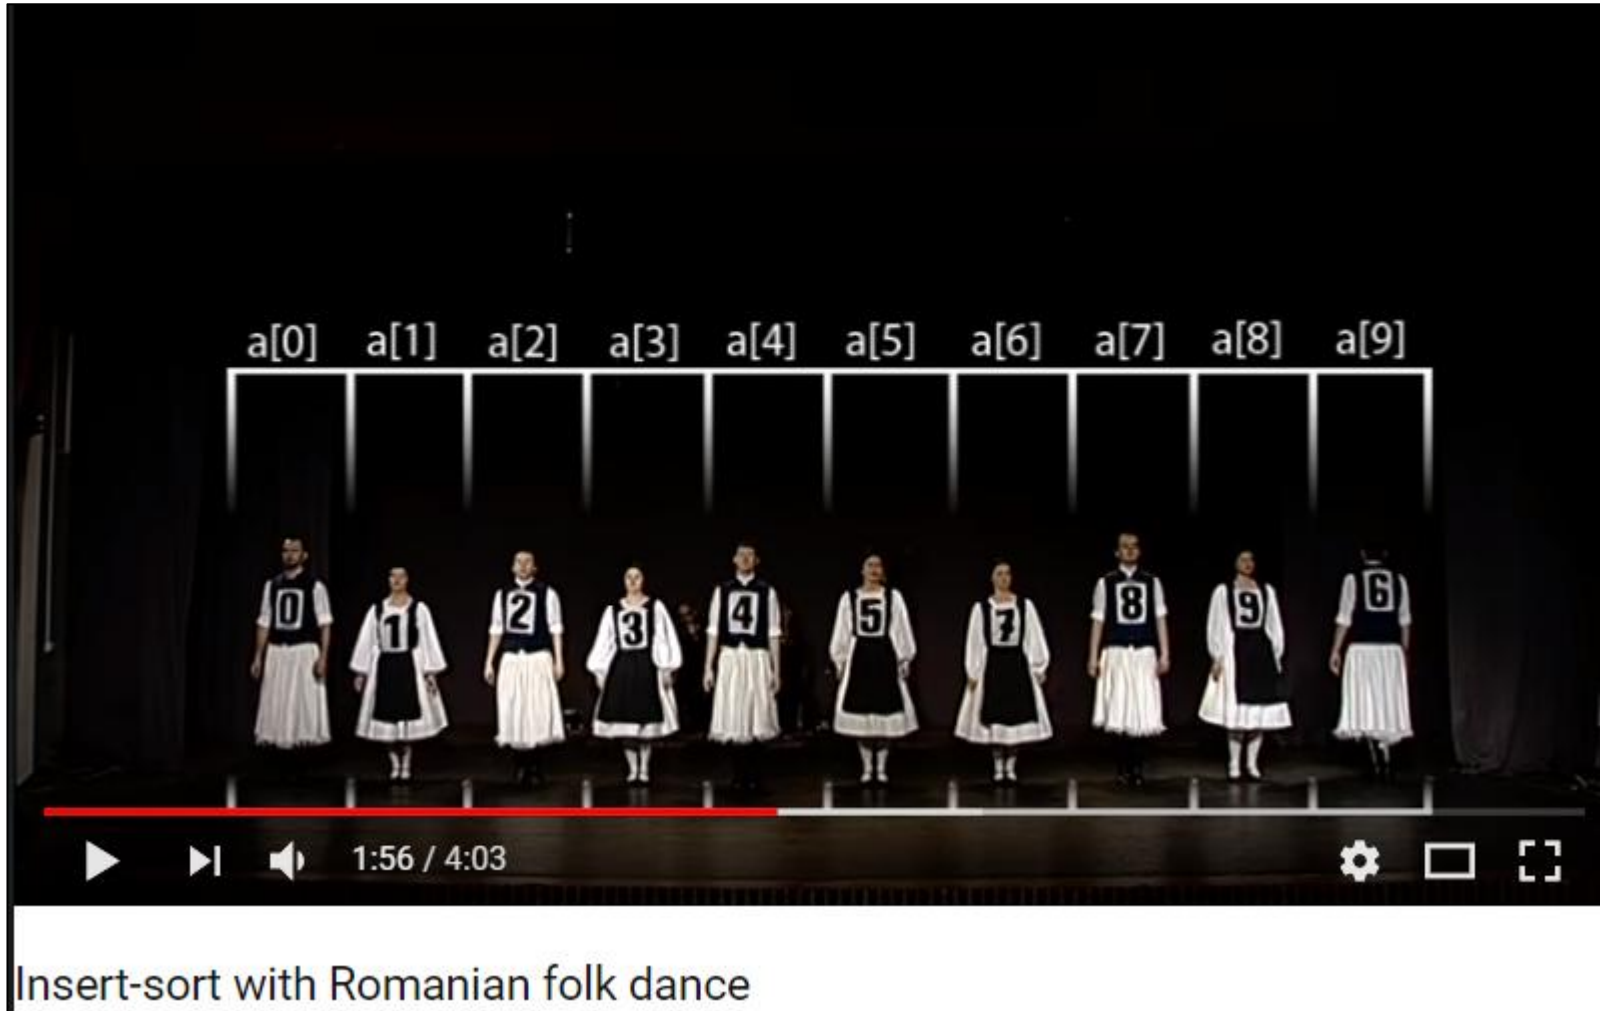 a[0] a[1] a[2] a[3] a[4] a[5] a[6] a[7] a[8] a[9]
0 1 2 3 4 5 7 8 9 6
1:56 / 4:03
Insert-sort with Romanian folk dance